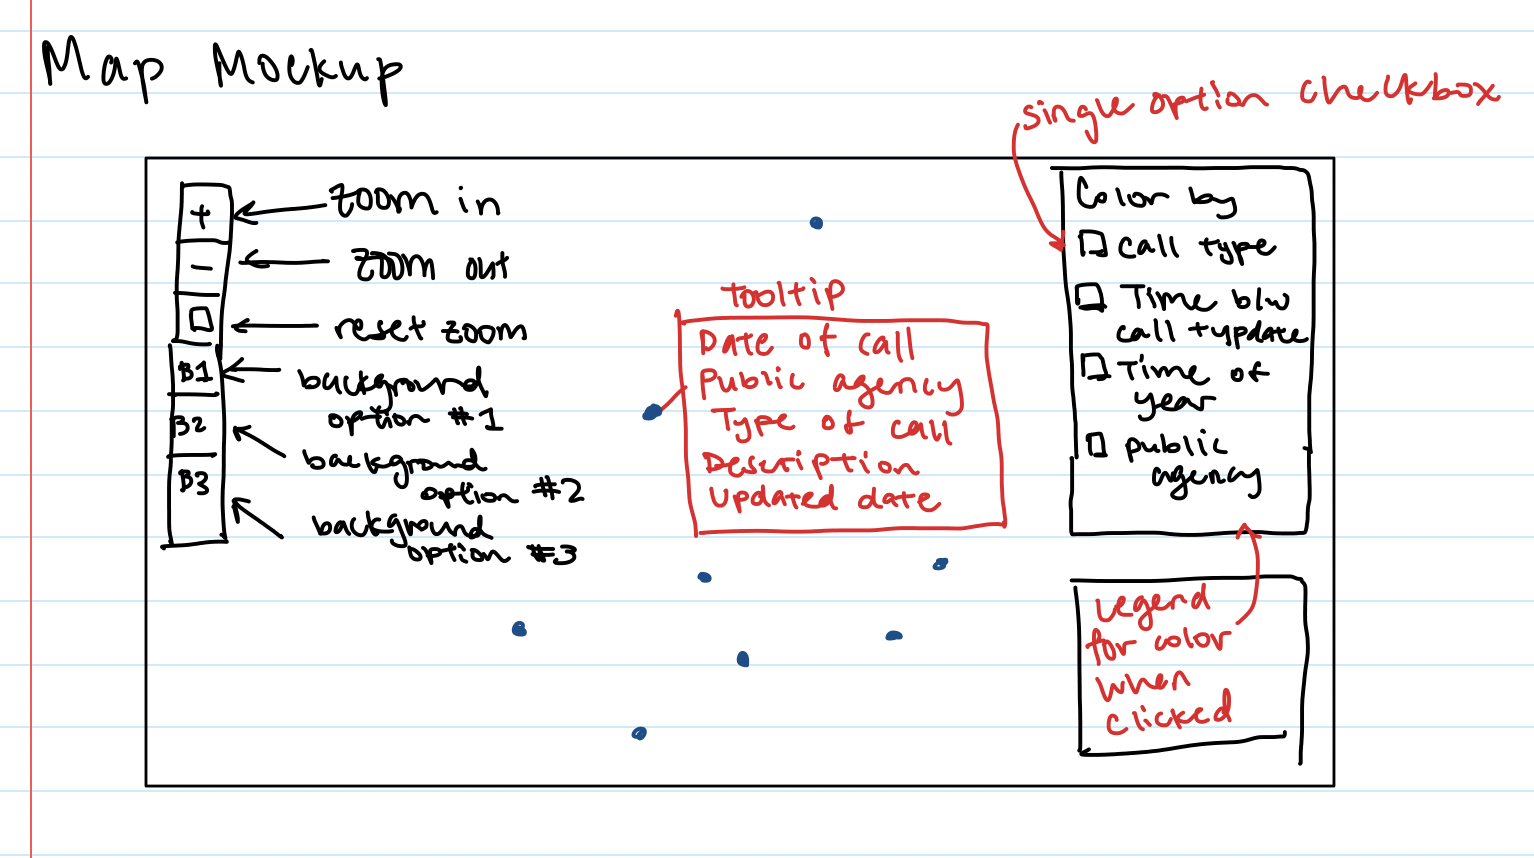 Map Mockup
single option checkbox
+
zoom in
-
zoom out
reset zoom
B1
background
option #1
B2
background
option #2
B3
background
option #3
tooltip
Date of call
Public agency
Type of call
Description
Updated date
Color by
call type
Time b/w
call + update
Time of
year
public
agency
Legend
for color
when
clicked